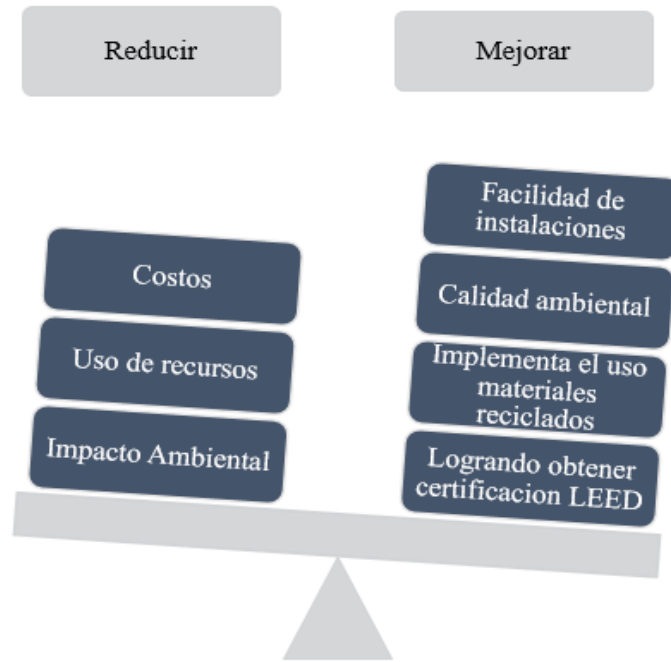 Reducir
Mejorar
Costos
Uso de recursos
Impacto Ambiental
Facilidad de
instalaciones
Calidad ambiental
Implementa el uso
materiales
reciclados
Logrando obtener
certificacion LEED